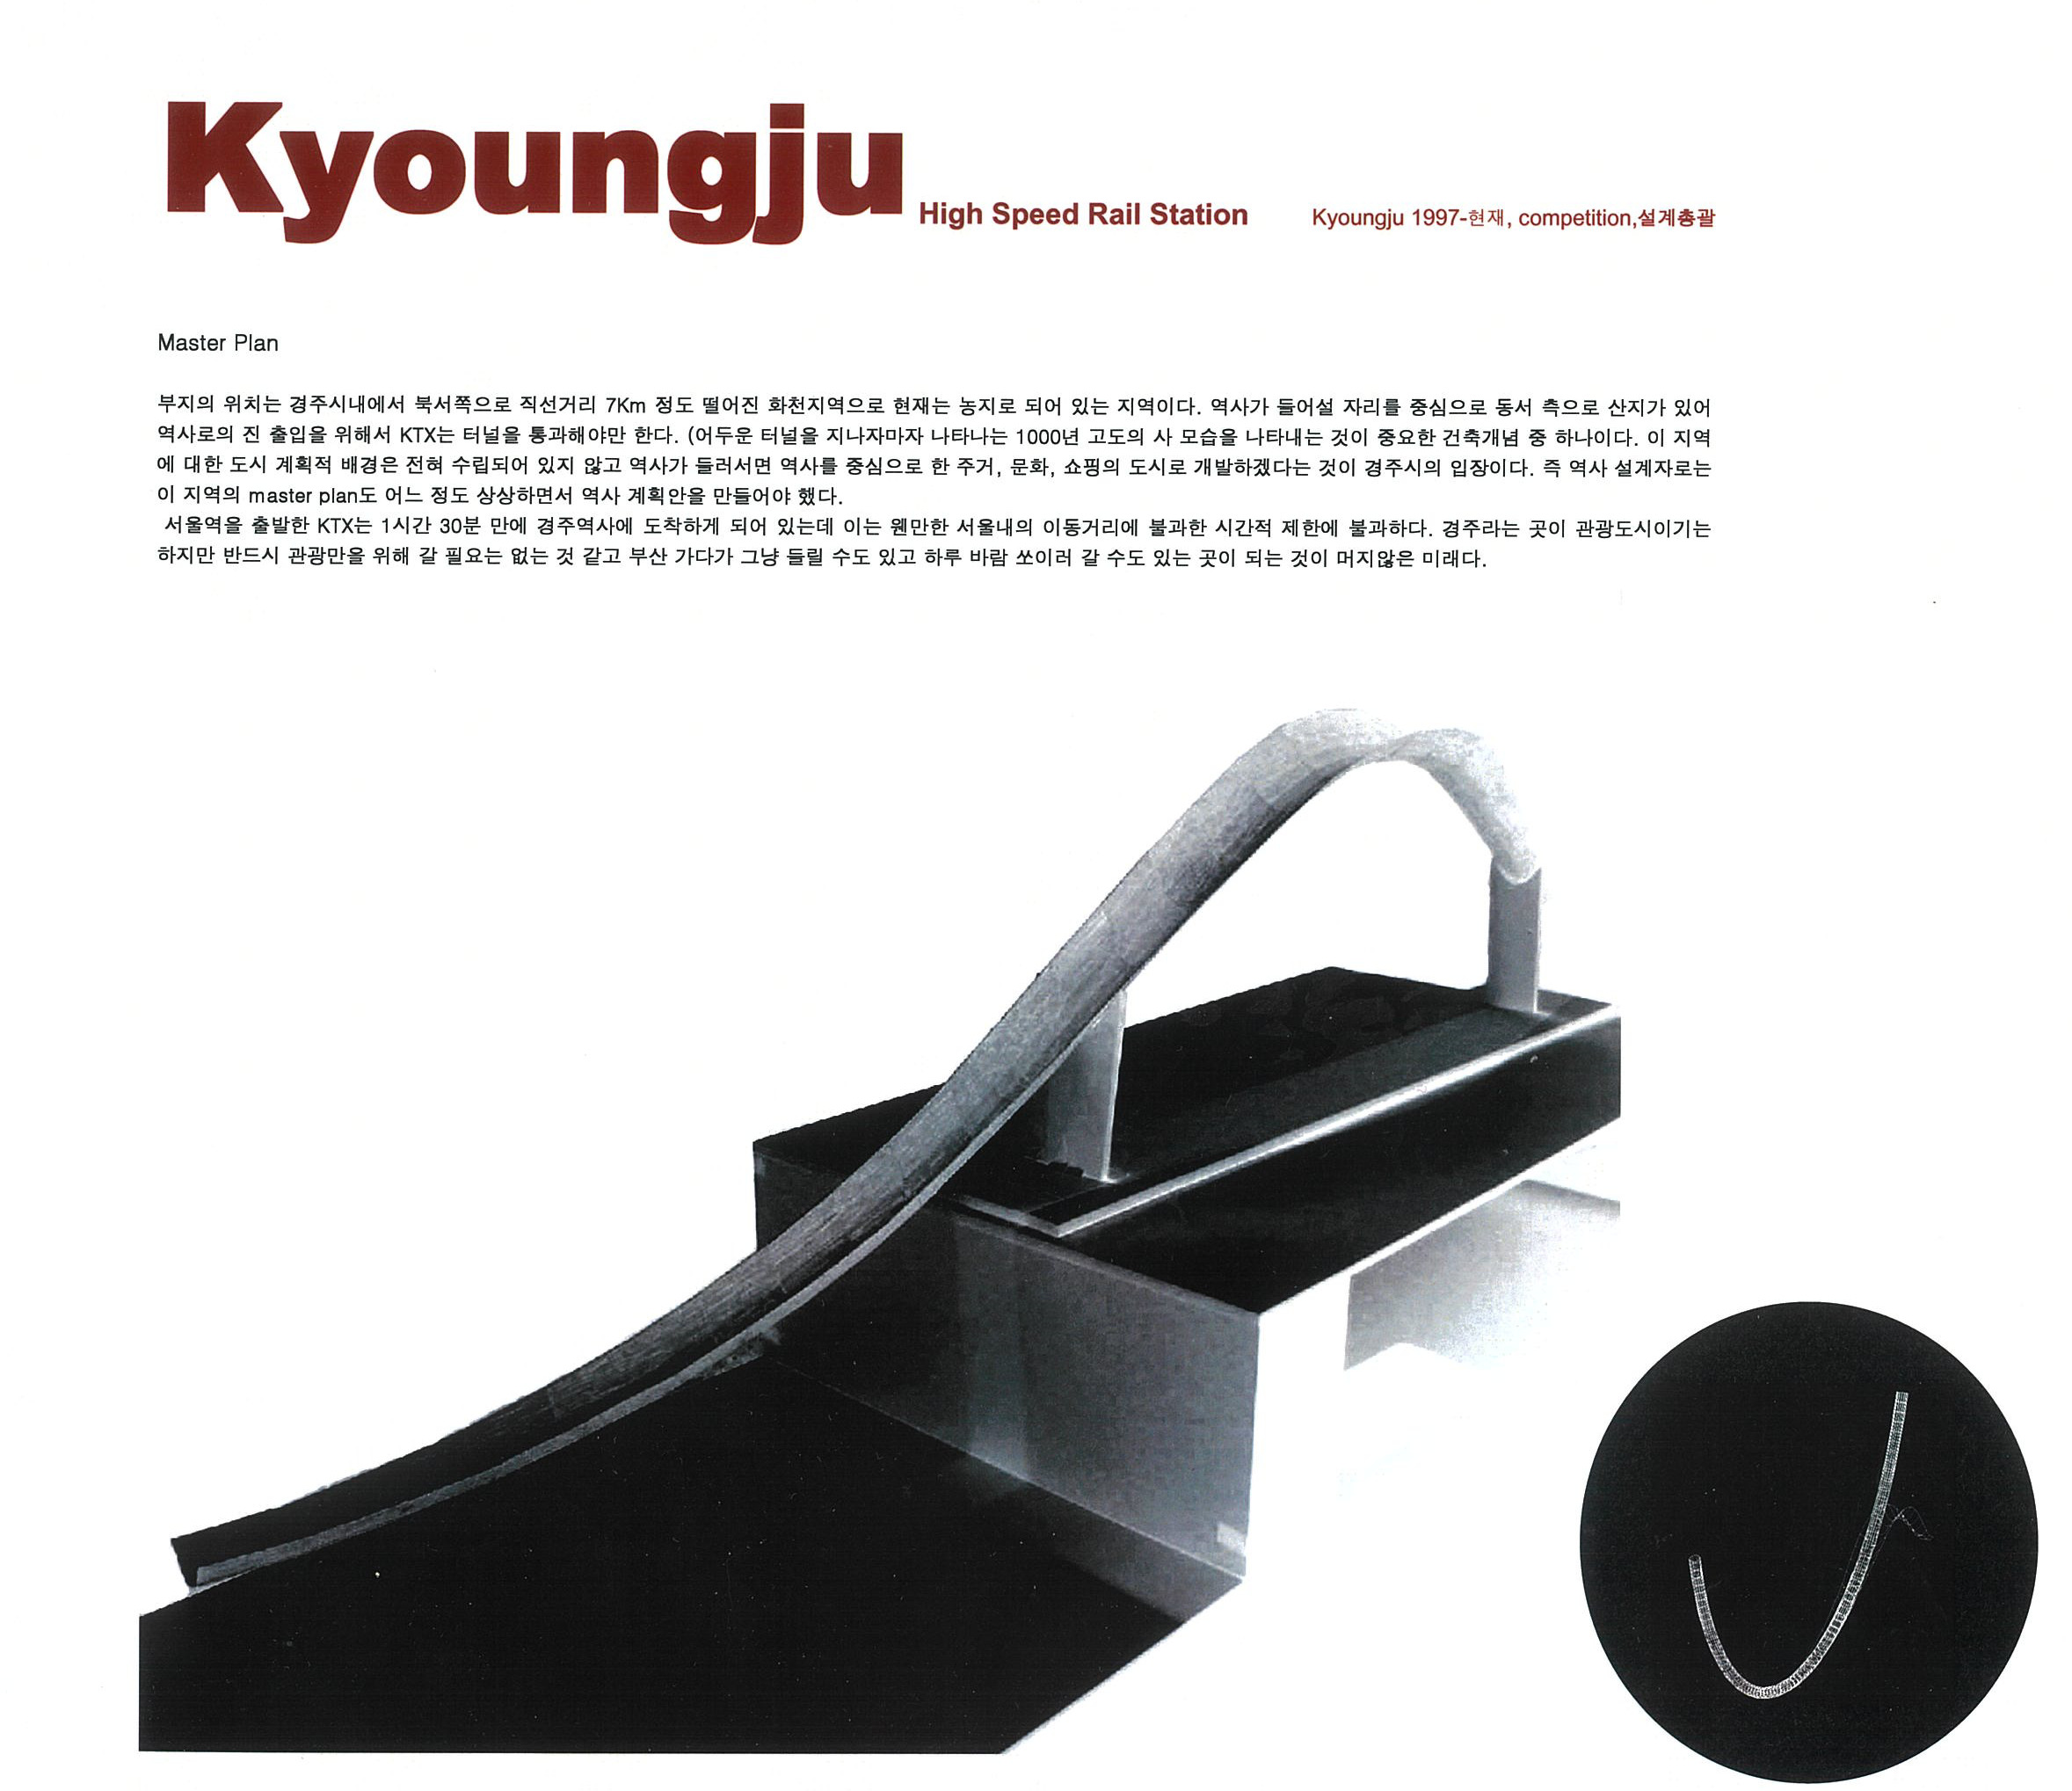 Kyoungju High Speed Rail Station Kyoungju 1997-현재, competition,설계총괄
Master Plan
부지의 위치는 경주시내에서 북서쪽으로 직선거리 7Km 정도 떨어진 화천지역으로 현재는 농지로 되어 있는 지역이다. 역사가 들어설 자리를 중심으로 동서 측으로 산지가 있어
역사로의 진 출입을 위해서 KTX는 터널을 통과해야만 한다. (어두운 터널을 지나자마자 나타나는 1000년 고도의 사 모습을 나타내는 것이 중요한 건축개념 중 하나이다. 이 지역
에 대한 도시 계획적 배경은 전혀 수립되어 있지 않고 역사가 들러서면 역사를 중심으로 한 주거, 문화, 쇼핑의 도시로 개발하겠다는 것이 경주시의 입장이다. 즉 역사 설계자로는
이 지역의 master plan도 어느 정도 상상하면서 역사 계획안을 만들어야 했다.
서울역을 출발한 KTX는 1시간 30분 만에 경주역사에 도착하게 되어 있는데 이는 웬만한 서울내의 이동거리에 불과한 시간적 제한에 불과하다. 경주라는 곳이 관광도시이기는
하지만 반드시 관광만을 위해 갈 필요는 없는 것 같고 부산 가다가 그냥 들릴 수도 있고 하루 바람 쏘이러 갈 수도 있는 곳이 되는 것이 머지않은 미래다.